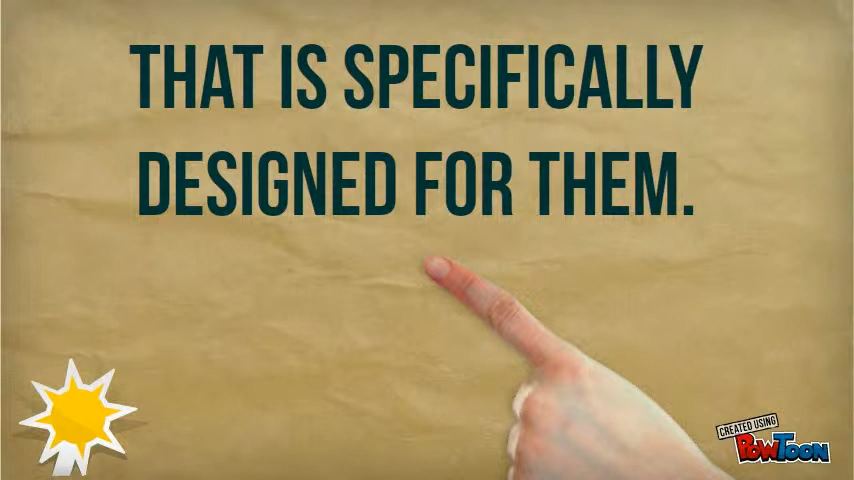 THAT IS SPECIFICALLY
DESIGNED FOR THEM.
CREATED USING
POWTOON